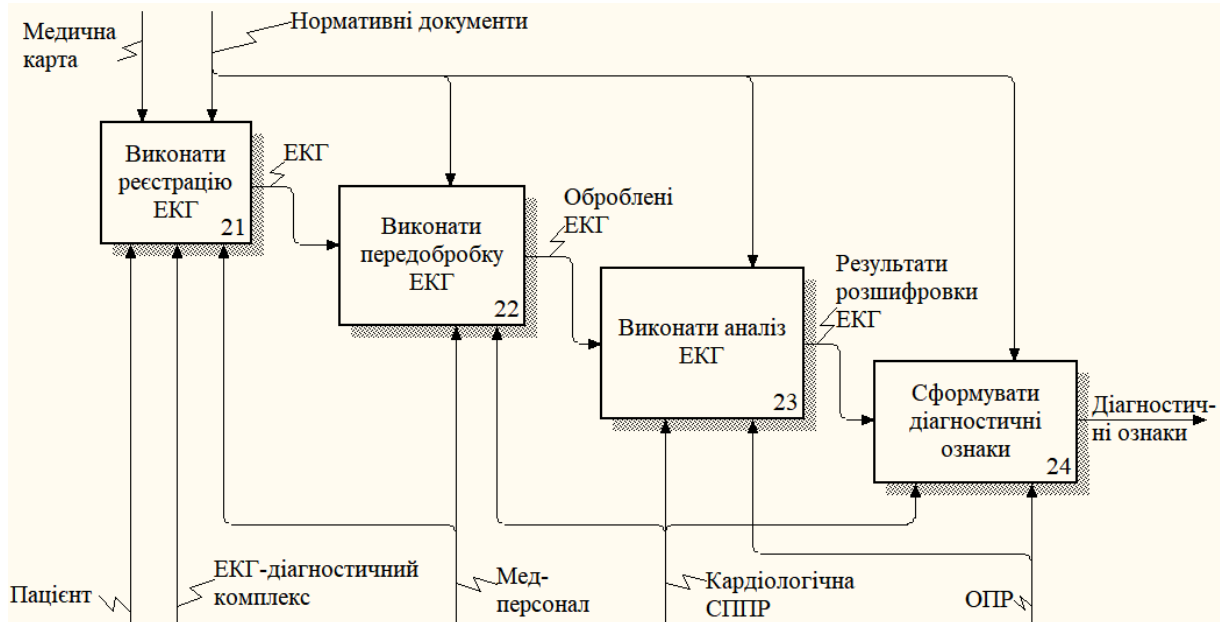 Медична
карта
Нормативні документи
Виконати
реєстрацію
ЕКГ
21
ЕКГ
Виконати
передобробку
ЕКГ
22
Оброблені
ЕКГ
Виконати аналіз
ЕКГ
23
Результати
розшифровки
ЕКГ
Сформувати
діагностичні
ознаки
24
Діагностич-
ні ознаки
Пацієнт
ЕКГ-діагностичний
комплекс
Мед-
персонал
Кардіологічна
СППР
ОПР